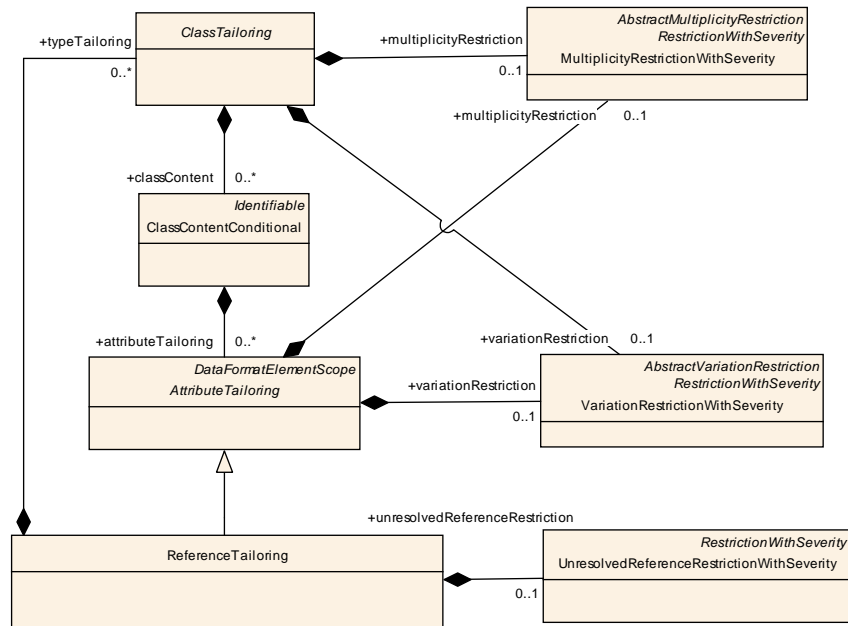 +typeTailoring
0..*
ClassTailoring
+multiplicityRestriction
0..1
AbstractMultiplicityRestriction
RestrictionWithSeverity
MultiplicityRestrictionWithSeverity
+multiplicityRestriction
0..1
+classContent
0..*
Identifiable
ClassContentConditional
+attributeTailoring
0..*
+variationRestriction
0..1
DataFormatElementScope
AttributeTailoring
+variationRestriction
0..1
AbstractVariationRestriction
RestrictionWithSeverity
VariationRestrictionWithSeverity
+unresolvedReferenceRestriction
0..1
ReferenceTailoring
RestrictionWithSeverity
UnresolvedReferenceRestrictionWithSeverity